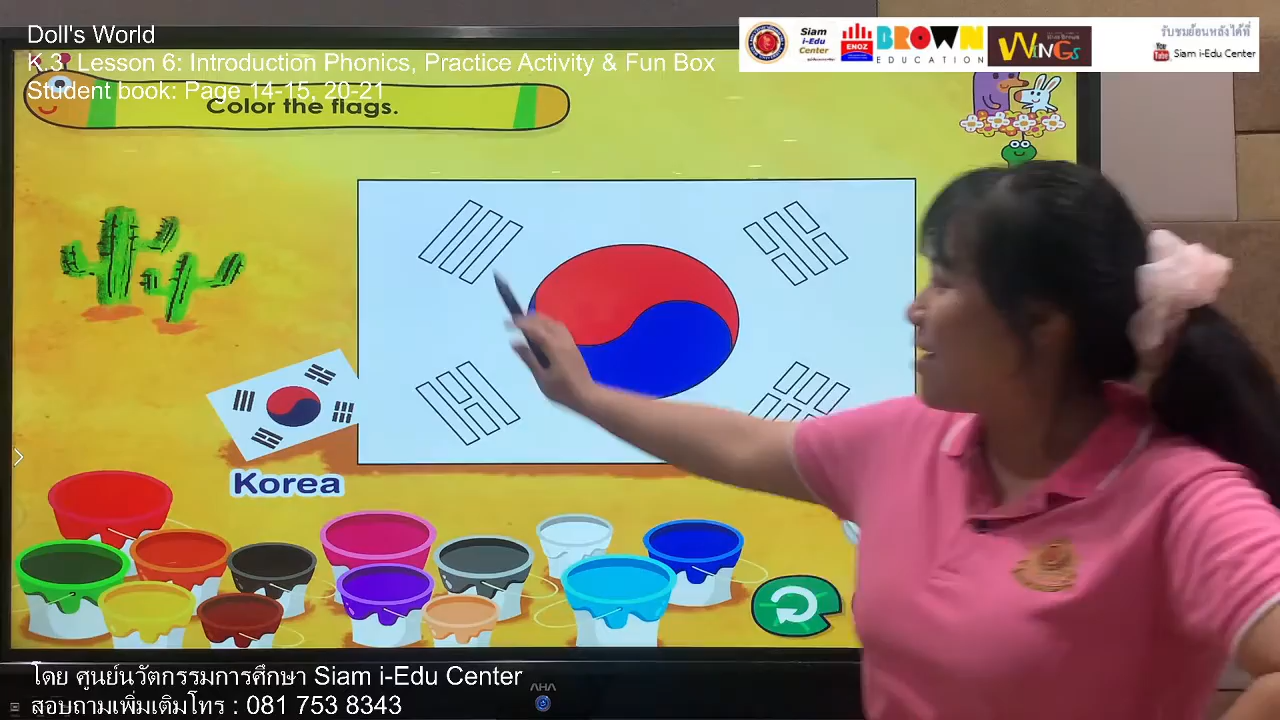 Doll's World
K.3 Lesson 6: Introduction Phonics, Practice Activity & Fun Box
Student book: Page 14-15, 20-21
Color the flags.
Siam
i-Edu
Center
ENOZ
BROWN
EDUCATION
WiNGs
รับชมย้อนหลังได้ที่
You
Tube
Siam i-Edu Center
Korea
โดย ศูนย์นวัตกรรมการศึกษา Siam i-Edu Center
สอบถามเพิ่มเติมโทร : 081 753 8343
AHA